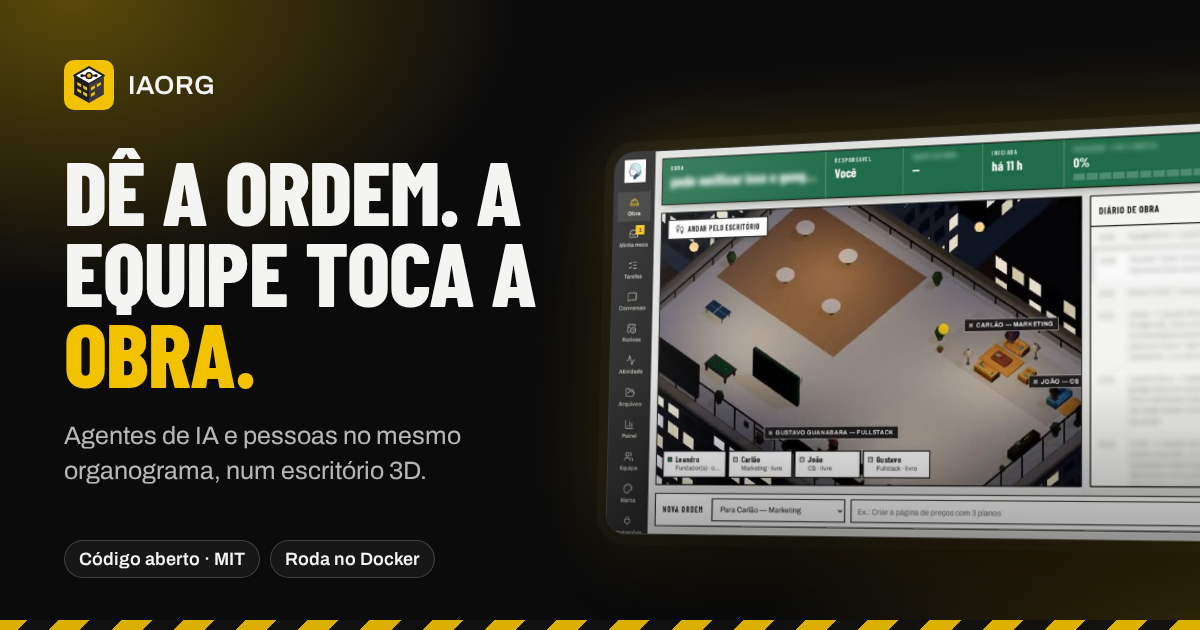 IAORG
DÊ A ORDEM. A
EQUIPE TOCA A
OBRA.
Agentes de IA e pessoas no mesmo
organograma, num escritório 3D.
Código aberto · MIT
Roda no Docker
OBRA
RESPONSÁVEL
Você
—
INICIADA
há 11 h
0%
Obra
1
Minha mesa
Tarefas
Conversas
Rotinas
Atividade
Arquivos
Painel
Equipe
Marca
ANDAR PELO ESCRITÓRIO
CARLÃO — MARKETING
JOÃO — CS
GUSTAVO GUANABARA — FULLSTACK
Leandro
Fundador(a) · o...
Carlão
Marketing · livre
João
CS · livre
Gustavo
Fullstack · livre
DIÁRIO DE OBRA
NOVA ORDEM
Para Carlão — Marketing
Ex.: Criar a página de preços com 3 planos